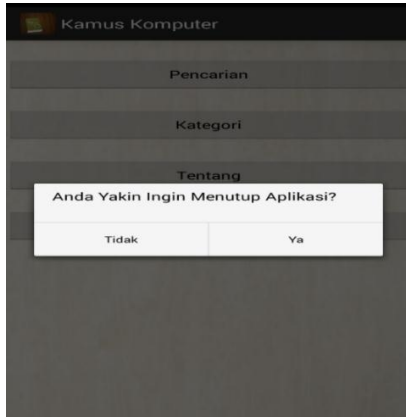 Kamus Komputer
Pencarian
Kategori
Tentang
Anda Yakin Ingin Menutup Aplikasi?
Tidak
Ya